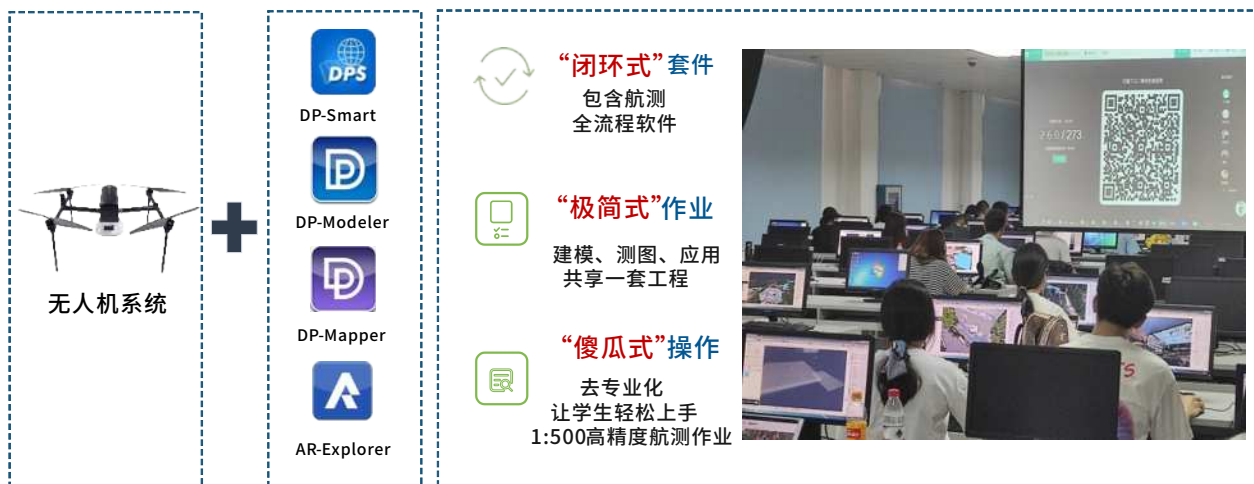 无人机系统
DPS
DP-Smart
DP-Modeler
DP-Mapper
AR-Explorer
“闭环式”套件
包含航测
全流程软件
“极简式”作业
建模、测图、应用
共享一套工程
“傻瓜式”操作
去专业化
让学生轻松上手
1:500高精度航测作业
260/273